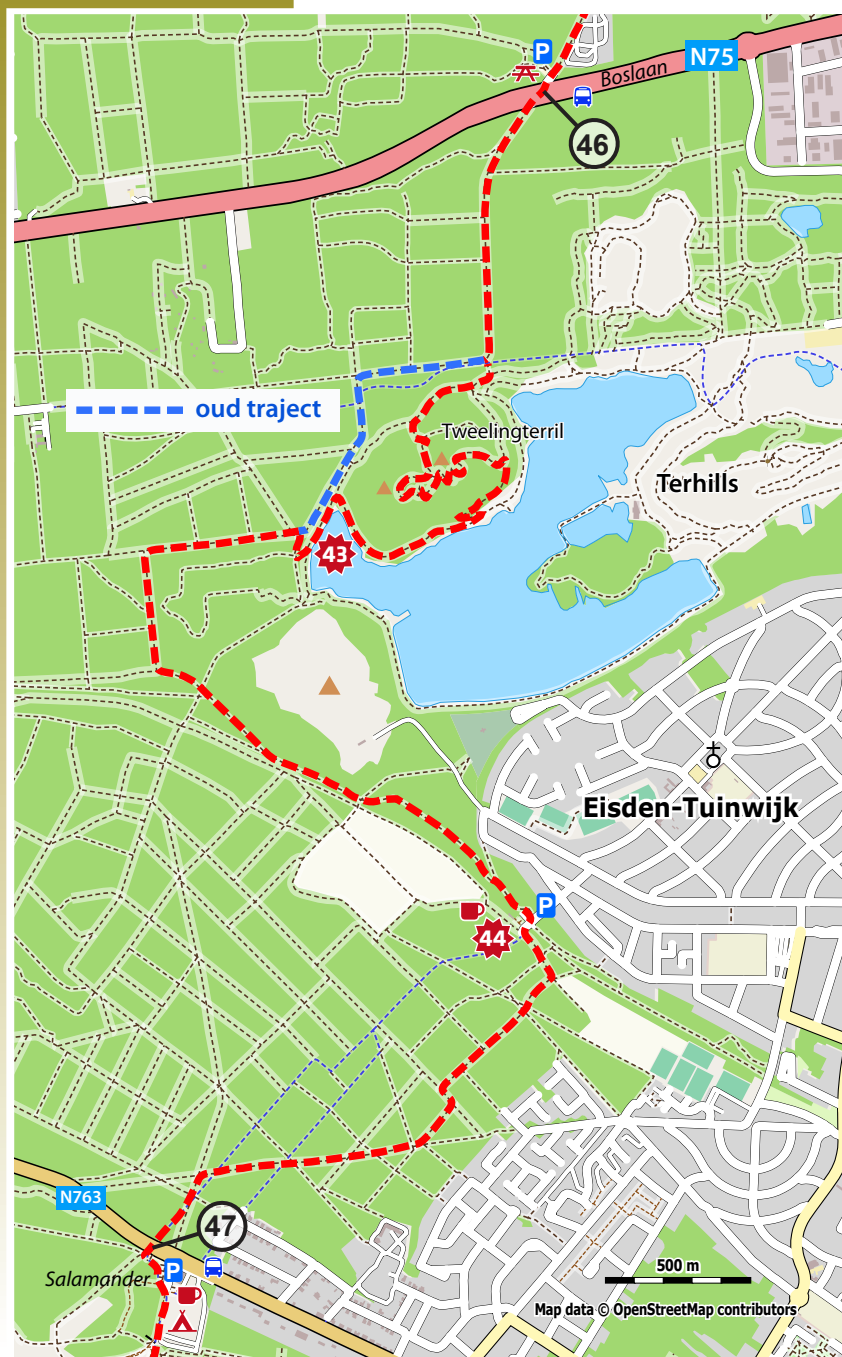 P
N75
Boslaan
46
oud traject
Tweelingterril
Terhills
43
Eisden-Tuinwijk
P
44
N763
47
Salamander
P
500 m
Map data © OpenStreetMap contributors